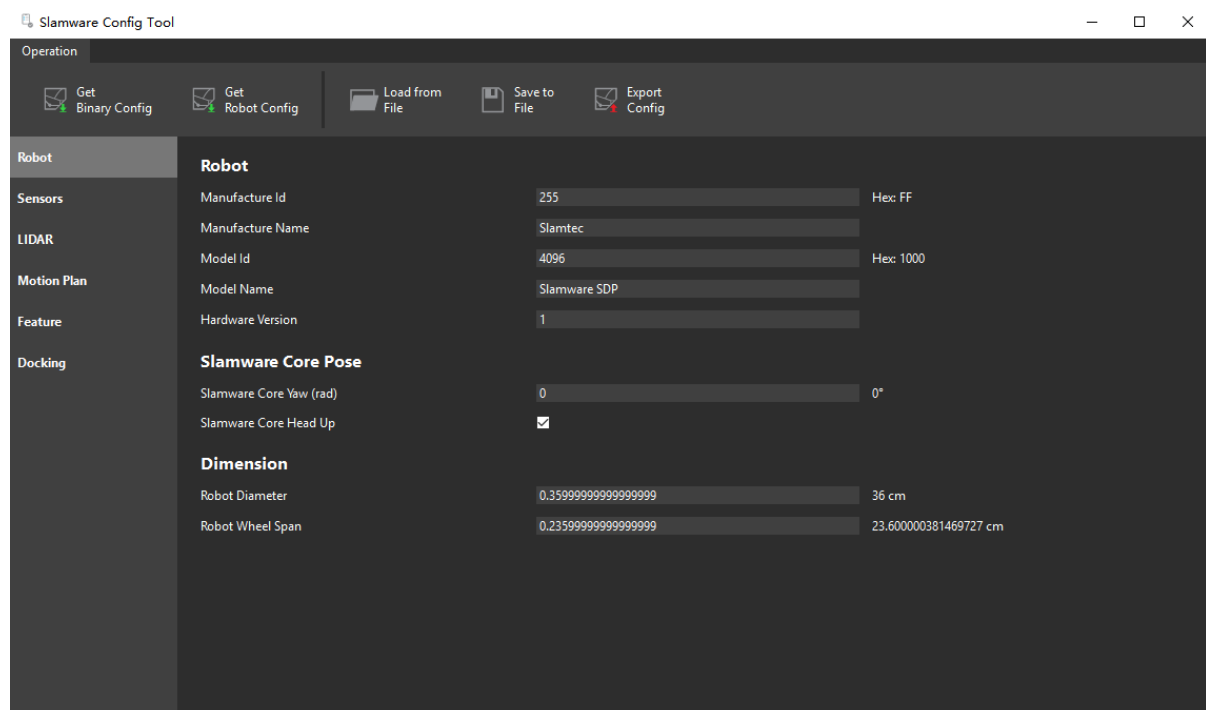 Slamware Config Tool
Operation
Get
Binary Config
Get
Robot Config
Load from
File
Save to
File
Export
Config
Robot
Sensors
LIDAR
Motion Plan
Feature
Docking
Robot
Manufacture Id 255 Hex: FF
Manufacture Name Slamtec
Model Id 4096 Hex: 1000
Model Name Slamware SDP
Hardware Version 1
Slamware Core Pose
Slamware Core Yaw (rad) 0 0°
Slamware Core Head Up
Dimension
Robot Diameter 0.35999999999999999 36 cm
Robot Wheel Span 0.23599999999999999 23.600000381469727 cm